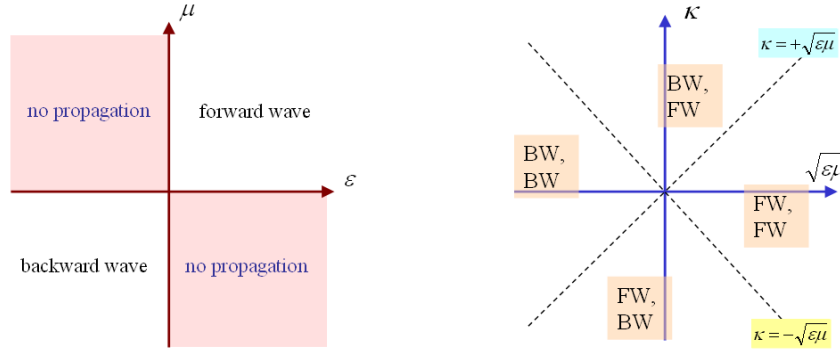 μ
no propagation
forward wave
ε
backward wave
no propagation
κ
κ = +√εμ
BW,
FW
BW,
BW
√εμ
FW,
FW
FW,
BW
κ = −√εμ